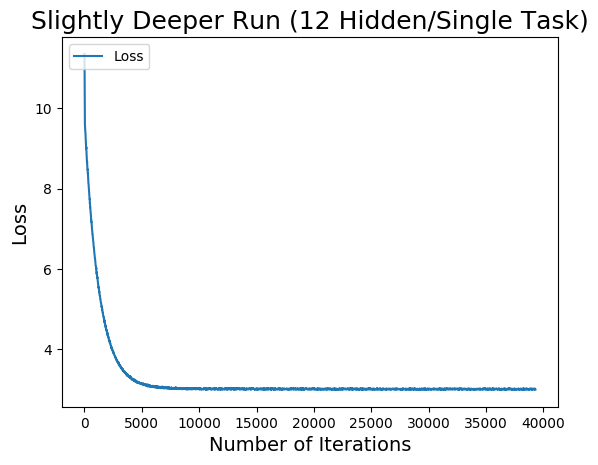 Slightly Deeper Run (12 Hidden/Single Task)
Loss
10
8
6
4
Loss
0 5000 10000 15000 20000 25000 30000 35000 40000
Number of Iterations